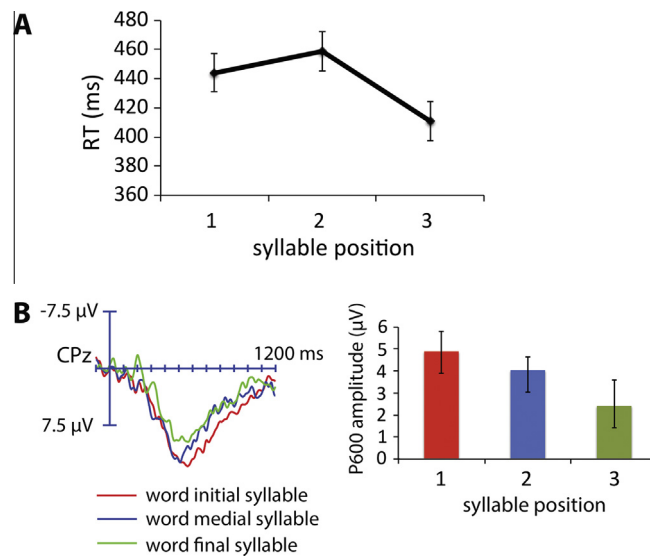 A
480
460
440
420
400
380
360
RT (ms)
1 2 3
syllable position
B
-7.5 µV
CPz
1200 ms
7.5 µV
word initial syllable
word medial syllable
word final syllable
P600 amplitude (µV)
6
5
4
3
2
1
0
1 2 3
syllable position